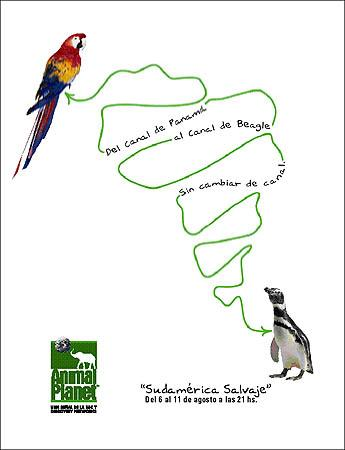 Del Canal de Panamá
al Canal de Beagle
Sin cambiar de canal.
Animal
Planet
"Sudamérica Salvaje"
Del 6 al 11 de agosto a las 21 hs.